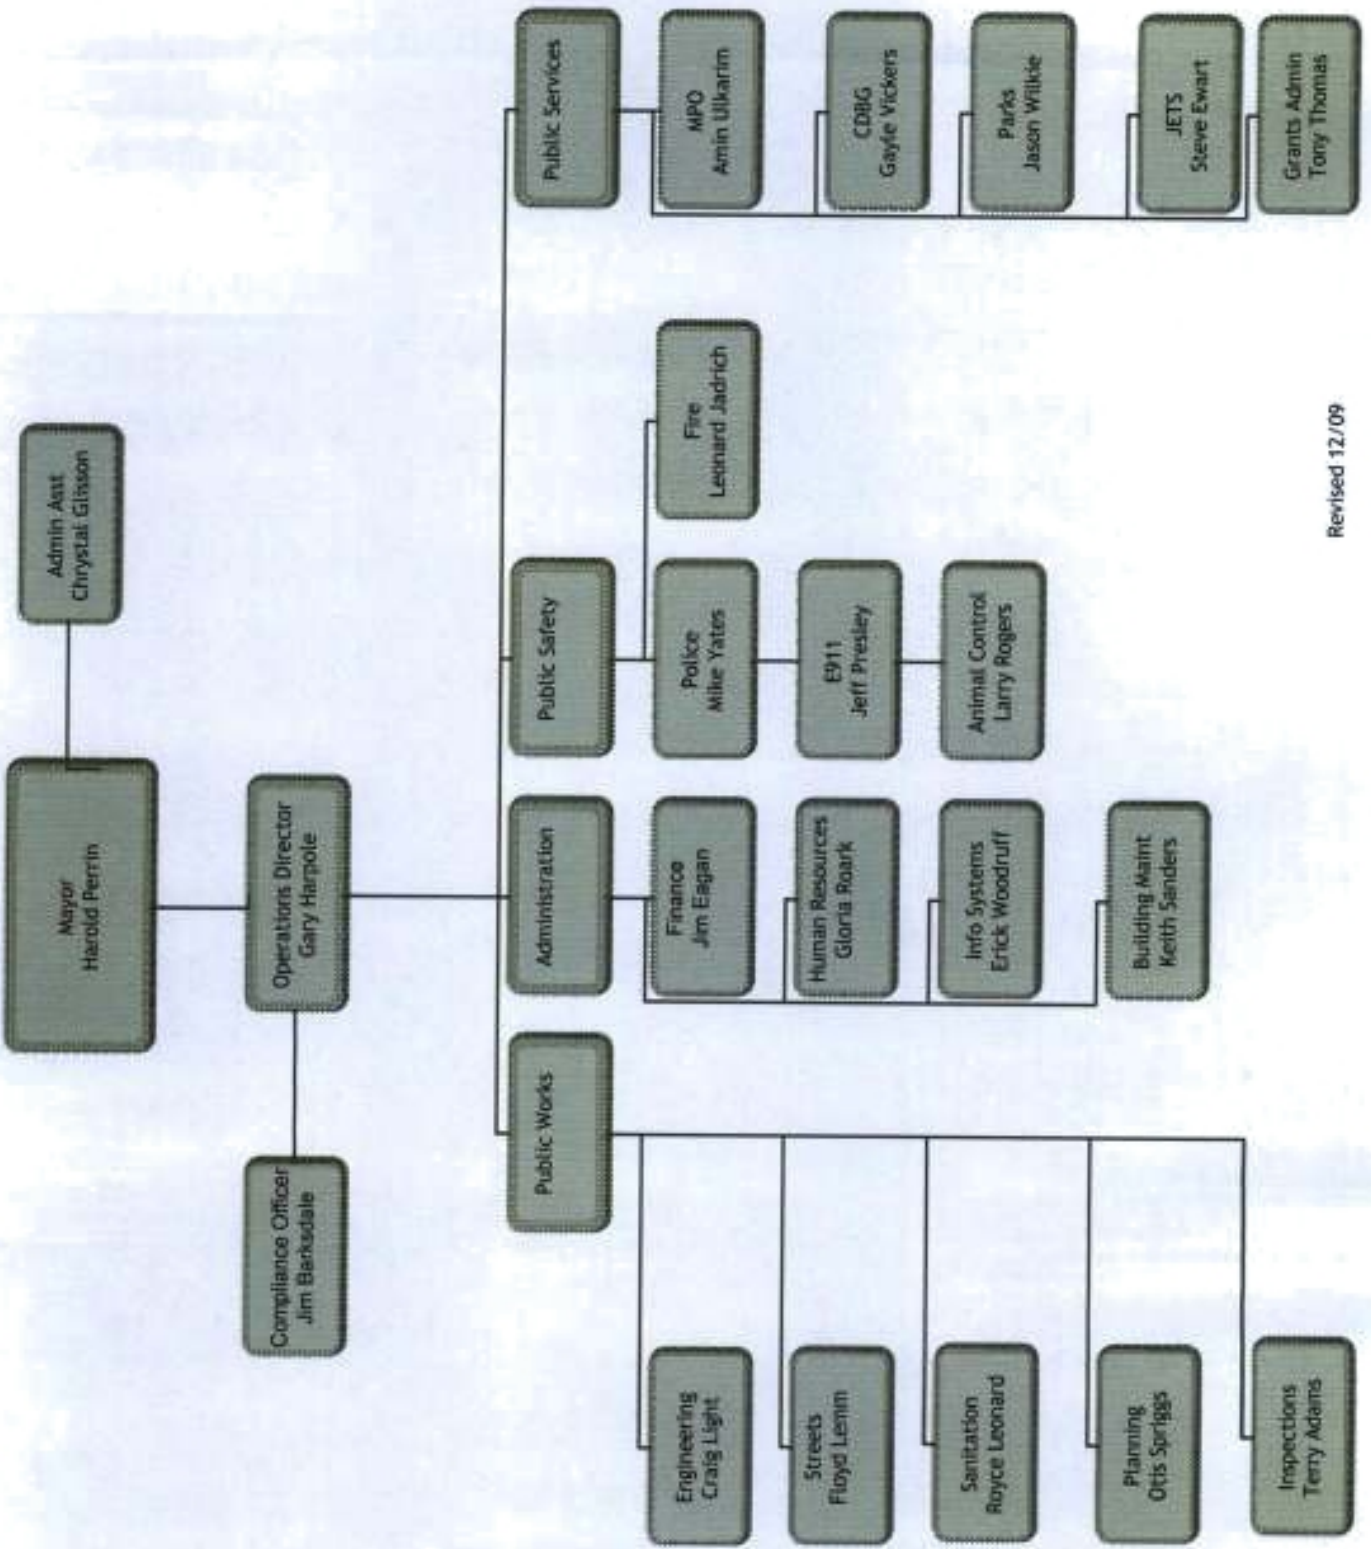 Mayor
Harold Perrin
Admin Asst
Chrystal Glisson
Operations Director
Gary Harpole
Compliance Officer
Jim Barksdale
Public Works
Administration
Public Safety
Public Services
Engineering
Craig Light
Streets
Floyd Lemm
Sanitation
Royce Leonard
Planning
Otis Spriggs
Inspections
Terry Adams
Finance
Jim Eagan
Human Resources
Gloria Roark
Info Systems
Erick Woodruff
Building Maint
Keith Sanders
Police
Mike Yates
Fire
Leonard Jadrich
E911
Jeff Presley
Animal Control
Larry Rogers
MPO
Amin Ulkarim
CDBG
Gayle Vickers
Parks
Jason Wilkie
JETS
Steve Ewart
Grants Admin
Tony Thomas
Revised 12/09